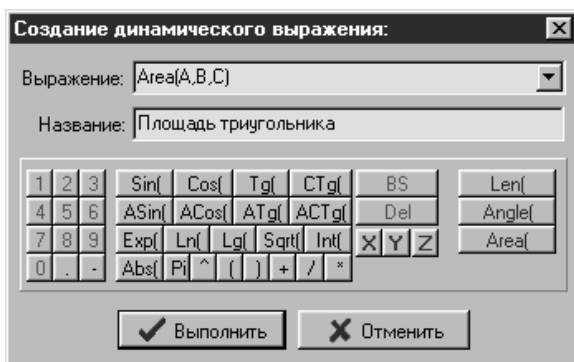 Создание динамического выражения:
Выражение: Area(A,B,C)
Название: Площадь триугольника
1 2 3 Sin( Cos( Tg( CTg( BS Len(
4 5 6 ASin( ACos( ATg( ACTg( Del Angle(
7 8 9 Exp( Ln( Lg( Sqrt( Int( X Y Z Area(
0 . - Abs( Pi ^ ( ) + / *
Выполнить Отменить